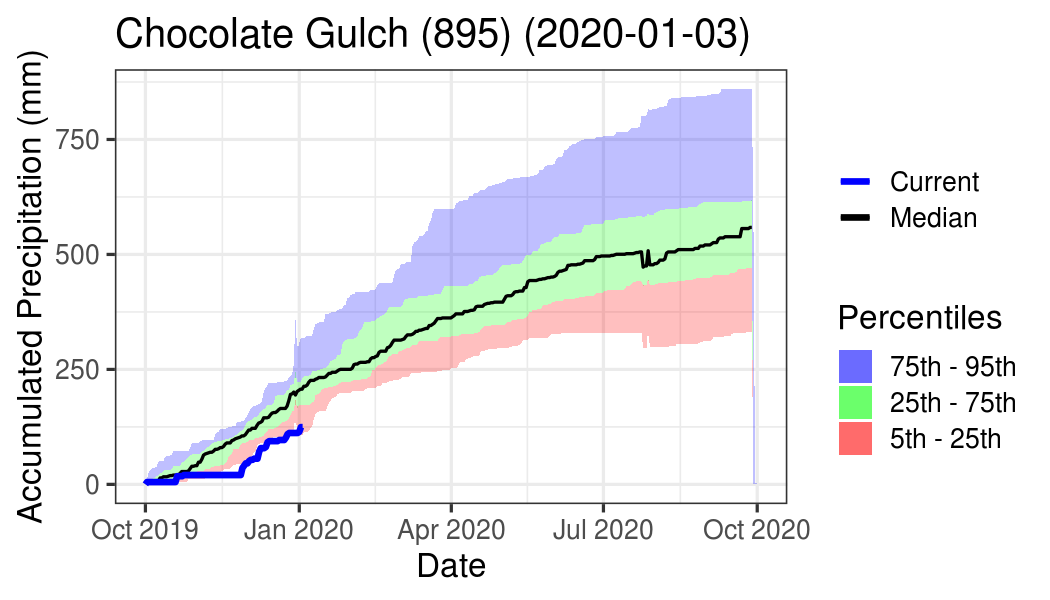 Chocolate Gulch (895) (2020-01-03)
Accumulated Precipitation (mm)
750
500
250
0
Oct 2019
Jan 2020
Apr 2020
Jul 2020
Oct 2020
Date
Current
Median
Percentiles
75th - 95th
25th - 75th
5th - 25th